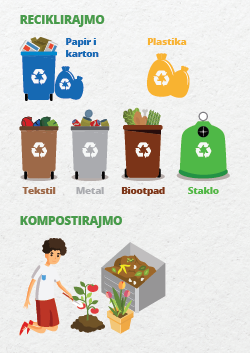 RECIKLIRAJMO
Papir i
karton
Plastika
Tekstil
Metal
Biootpad
Staklo
KOMPOSTIRAJMO